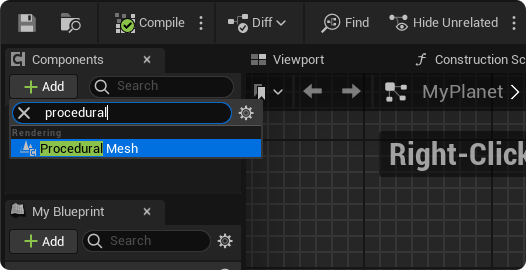 Compile
Diff
Find
Hide Unrelated
Components
Viewport
Construction Sc
Add
Search
MyPlanet
procedural
Rendering
Procedural Mesh
Right-Click
My Blueprint
Add
Search